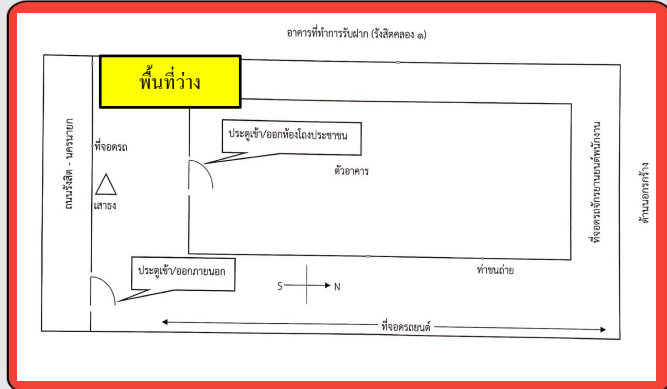 อาคารที่ทำการรับฝาก (รังสิตคลอง ๑)
พื้นที่ว่าง
ถนนรังสิต - นครนายก
ที่จอดรถ
เสาธง
ประตูเข้า/ออกห้องโถงประชาชน
ตัวอาคาร
ที่จอดรถจักรยานยนต์พนักงาน
ด้านนอกรกร้าง
ประตูเข้า/ออกภายนอก
S N
ท่าขนถ่าย
ที่จอดรถยนต์